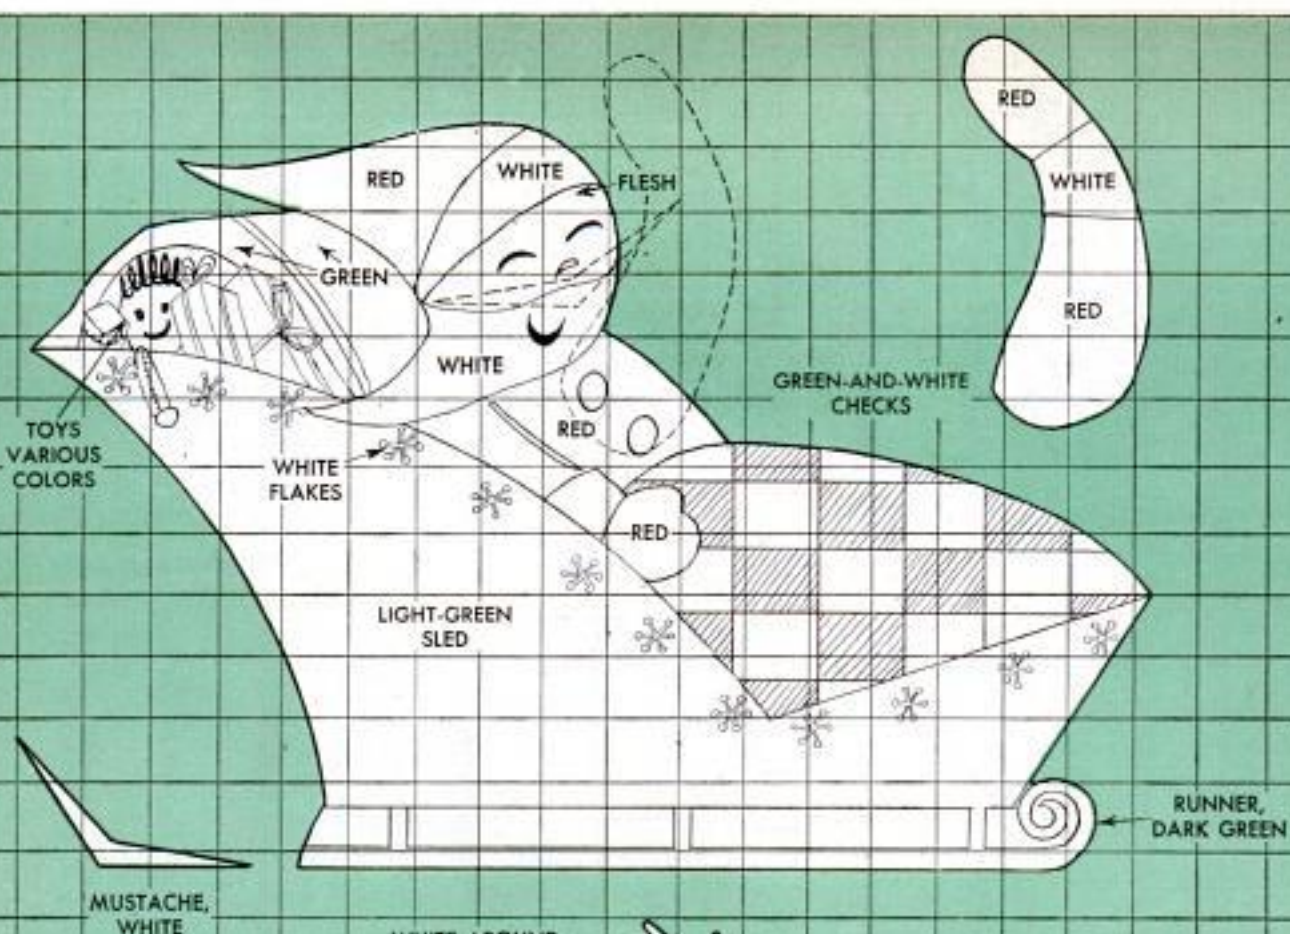 RED
WHITE
FLESH
RED
WHITE
RED
GREEN
WHITE
GREEN-AND-WHITE
CHECKS
RED
TOYS
VARIOUS
COLORS
WHITE
FLAKES
RED
LIGHT-GREEN
SLED
RUNNER,
DARK GREEN
MUSTACHE,
WHITE